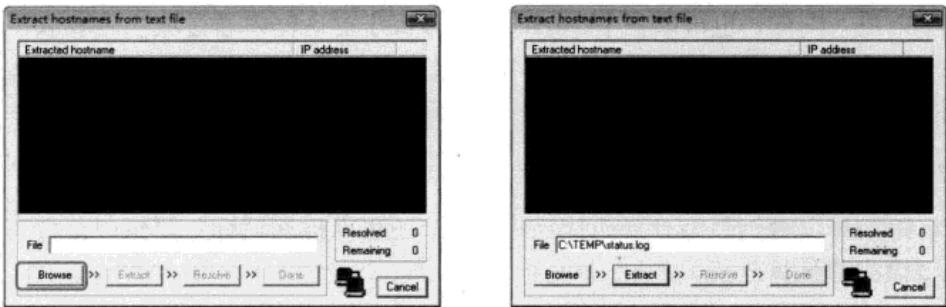 Extract hostnames from text file
Extracted hostname IP address
File
Resolved 0
Remaining 0
Browse >> Extract >> Resolve >> Done
Cancel
Extract hostnames from text file
Extracted hostname IP address
File C:\TEMP\status.log
Resolved 0
Remaining 0
Browse >> Extract >> Resolve >> Done
Cancel